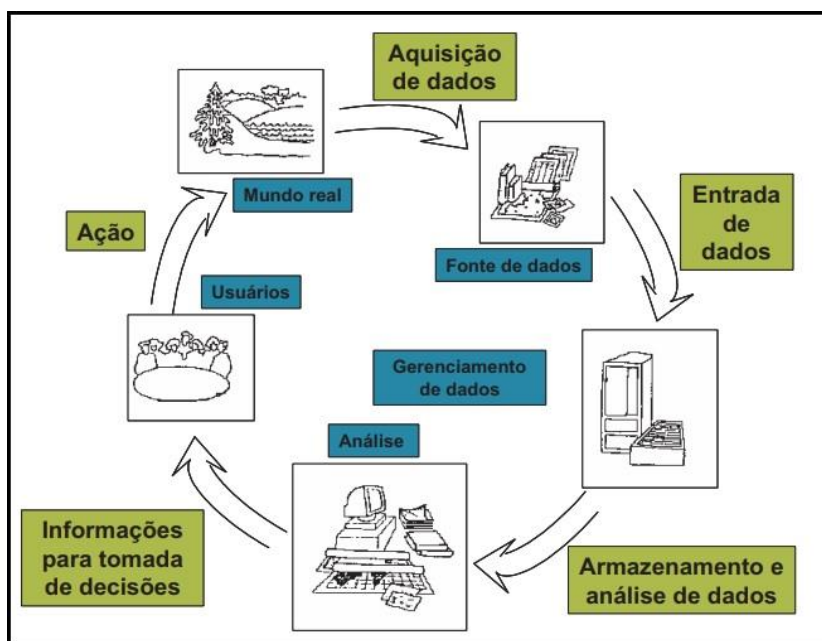 Aquisição
de dados
Mundo real
Entrada
de
dados
Ação
Fonte de dados
Usuários
Gerenciamento
de dados
Análise
Informações
para tomada
de decisões
Armazenamento e
análise de dados